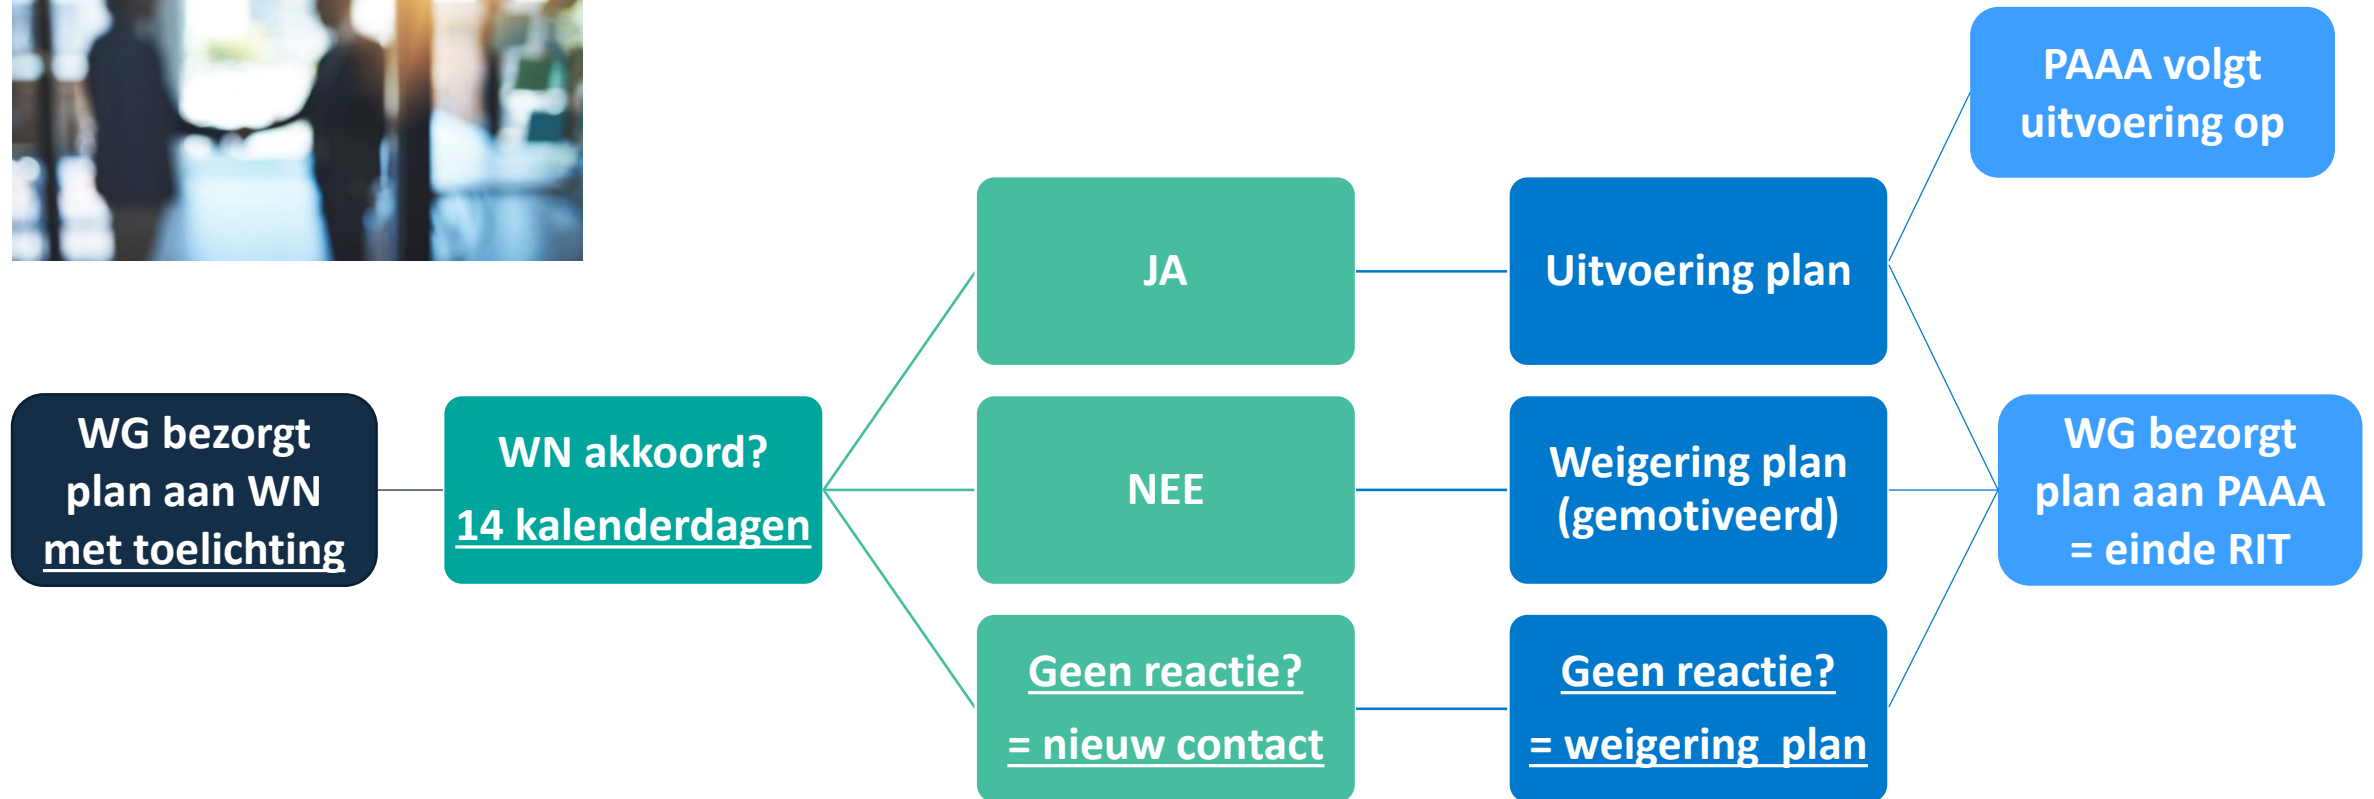 WG bezorgt
plan aan WN
met toelichting
WN akkoord?
14 kalenderdagen
JA
NEE
Geen reactie?
= nieuw contact
Uitvoering plan
Weigering plan
(gemotiveerd)
Geen reactie?
= weigering plan
PAAA volgt
uitvoering op
WG bezorgt
plan aan PAAA
= einde RIT